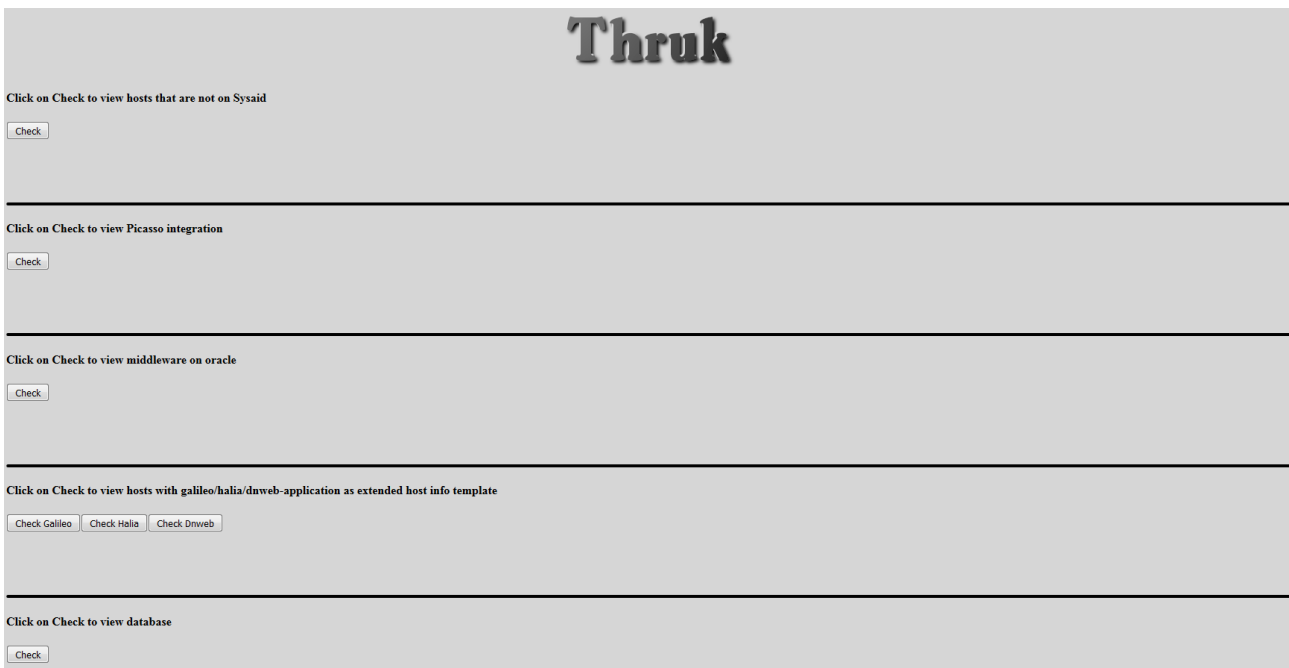 Thruk
Click on Check to view hosts that are not on Sysaid
Check
Click on Check to view Picasso integration
Check
Click on Check to view middleware on oracle
Check
Click on Check to view hosts with galileo/halia/dnweb-application as extended host info template
Check Galileo Check Halia Check Dnweb
Click on Check to view database
Check